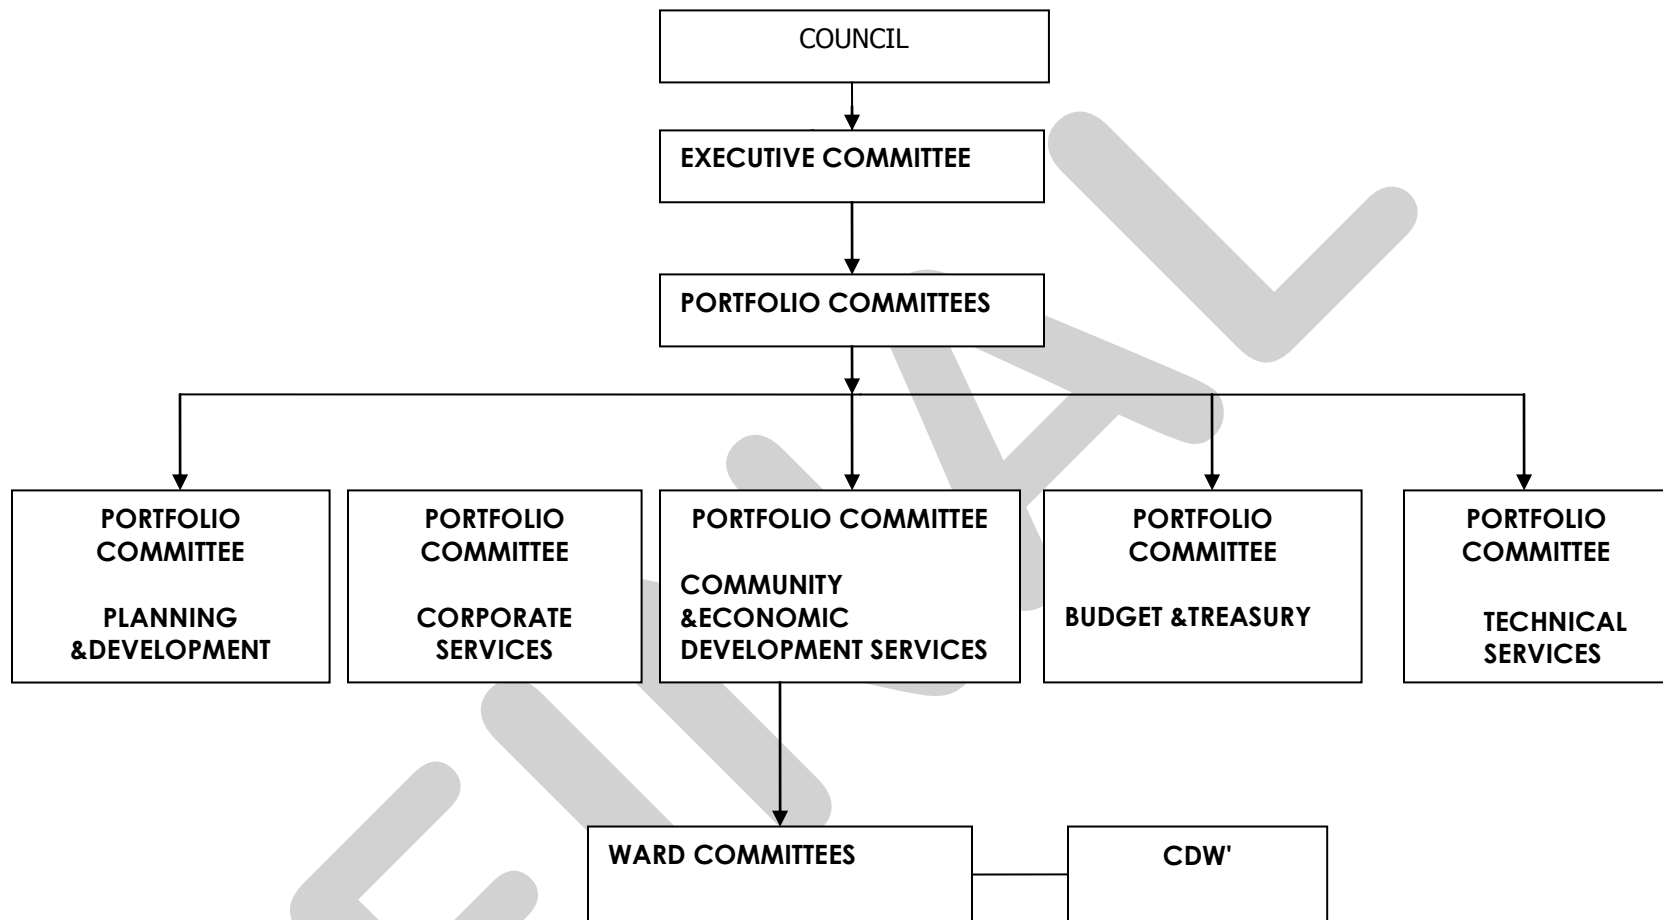 COUNCIL
EXECUTIVE COMMITTEE
PORTFOLIO COMMITTEES
PORTFOLIO
COMMITTEE
PLANNING
&DEVELOPMENT
PORTFOLIO
COMMITTEE
CORPORATE
SERVICES
PORTFOLIO COMMITTEE
COMMUNITY
&ECONOMIC
DEVELOPMENT SERVICES
PORTFOLIO
COMMITTEE
BUDGET &TREASURY
PORTFOLIO
COMMITTEE
TECHNICAL
SERVICES
WARD COMMITTEES
CDW'
FINAL